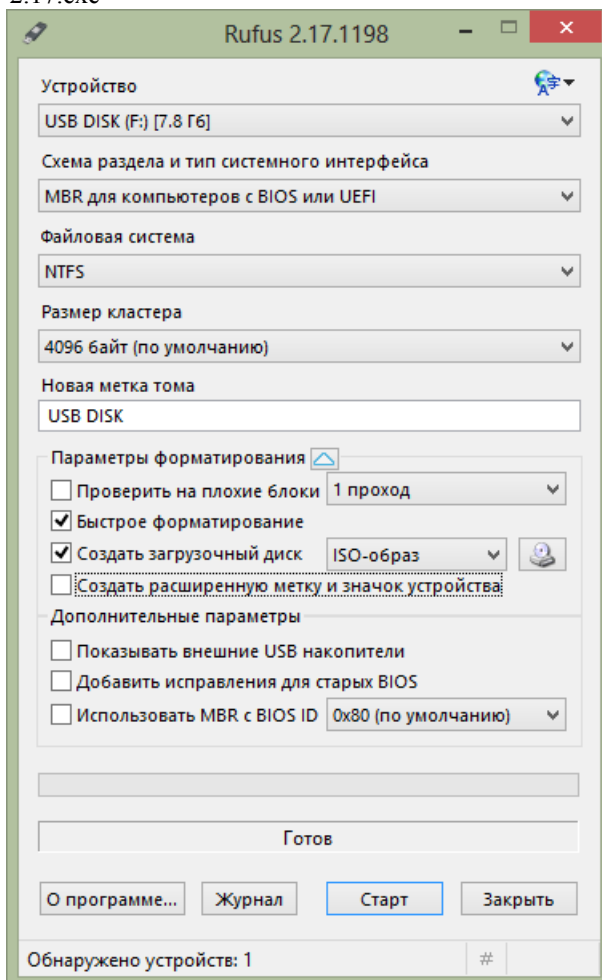 2.17.exe
Rufus 2.17.1198
Устройство
USB DISK (F:) [7.8 Гб]
Схема раздела и тип системного интерфейса
MBR для компьютеров с BIOS или UEFI
Файловая система
NTFS
Размер кластера
4096 байт (по умолчанию)
Новая метка тома
USB DISK
Параметры форматирования
Проверить на плохие блоки 1 проход
Быстрое форматирование
Создать загрузочный диск ISO-образ
Создать расширенную метку и значок устройства
Дополнительные параметры
Показывать внешние USB накопители
Добавить исправления для старых BIOS
Использовать MBR с BIOS ID 0x80 (по умолчанию)
Готов
О программе... Журнал Старт Закрыть
Обнаружено устройств: 1 #